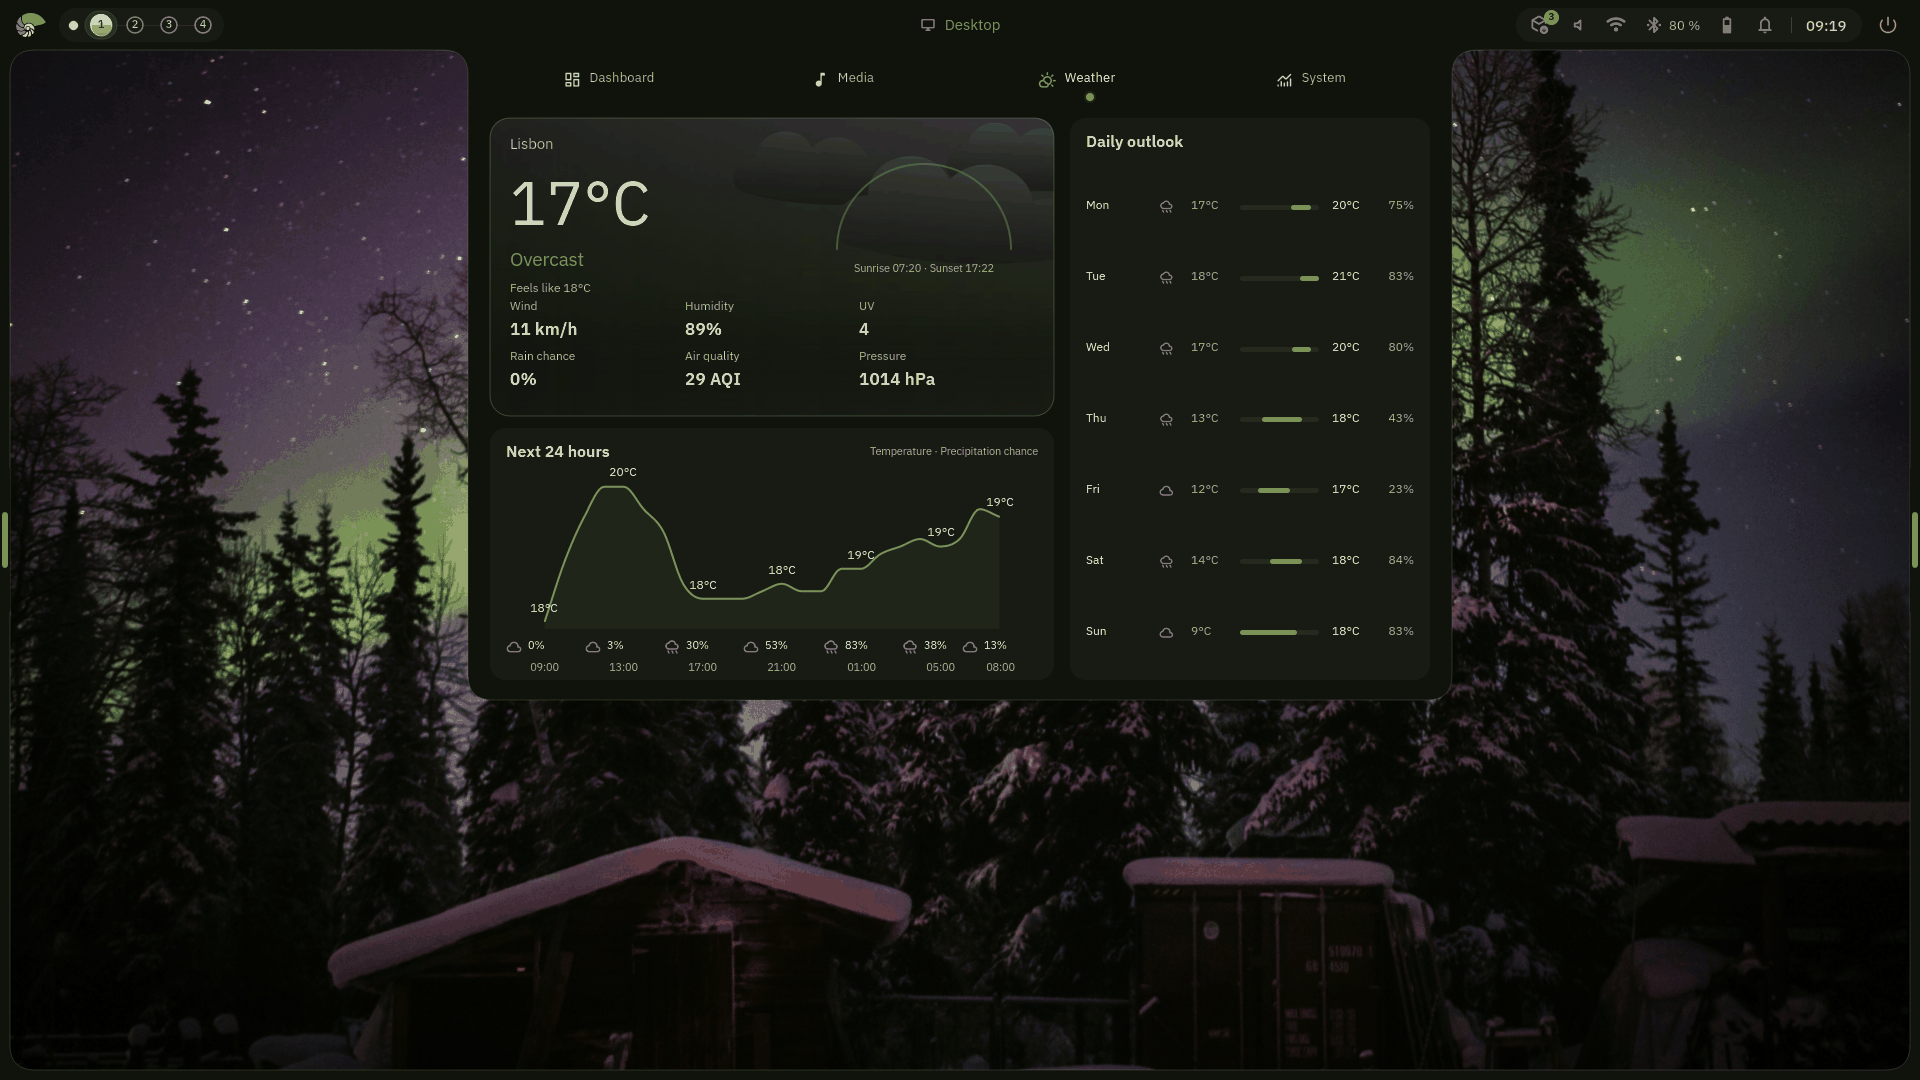 1 2 3 4
Desktop
3
80 %
09:19
Dashboard
Media
Weather
System
Lisbon
17°C
Overcast
Feels like 18°C
Sunrise 07:20 · Sunset 17:22
Wind
Humidity
UV
11 km/h
89%
4
Rain chance
Air quality
Pressure
0%
29 AQI
1014 hPa
Next 24 hours
Temperature · Precipitation chance
18°C
20°C
18°C
18°C
19°C
19°C
19°C
0% 3% 30% 53% 83% 38% 13%
09:00 13:00 17:00 21:00 01:00 05:00 08:00
Daily outlook
Mon 17°C 20°C 75%
Tue 18°C 21°C 83%
Wed 17°C 20°C 80%
Thu 13°C 18°C 43%
Fri 12°C 17°C 23%
Sat 14°C 18°C 84%
Sun 9°C 18°C 83%